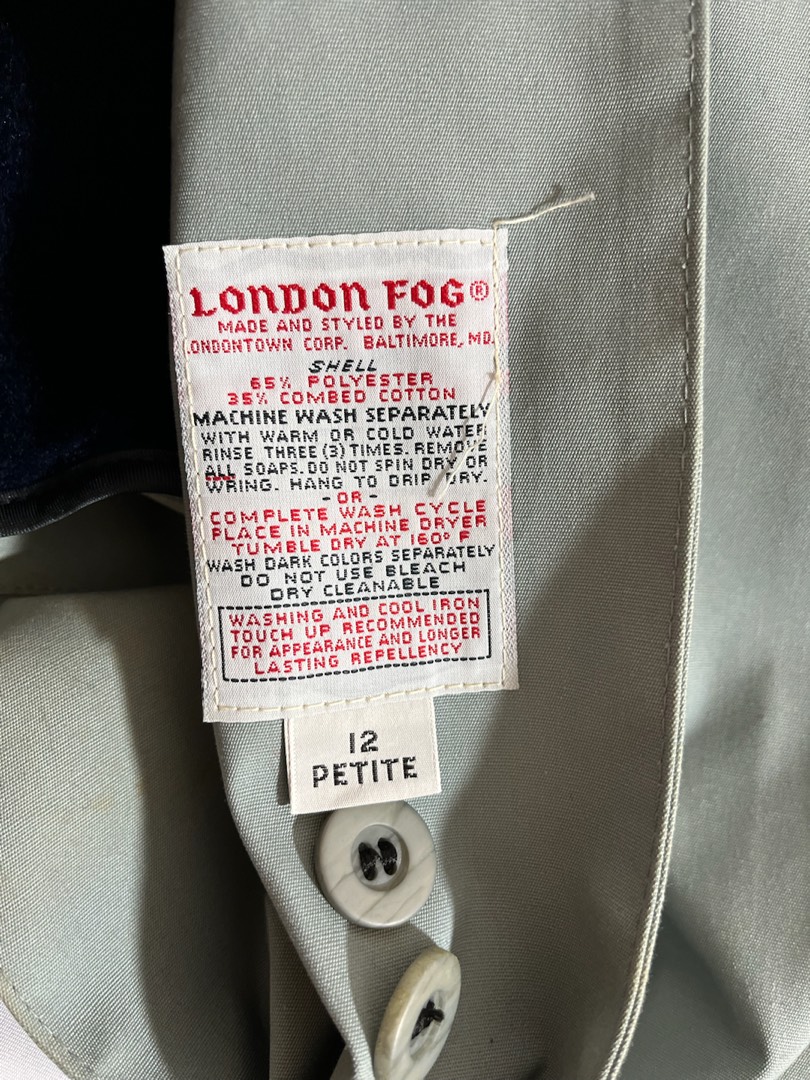 LONDON FOG®
MADE AND STYLED BY THE
LONDONTOWN CORP. BALTIMORE, MD.
SHELL
65% POLYESTER
35% COMBED COTTON
MACHINE WASH SEPARATELY
WITH WARM OR COLD WATER
RINSE THREE (3) TIMES. REMOVE
ALL SOAPS. DO NOT SPIN DRY OR
WRING. HANG TO DRIP DRY.
- OR -
COMPLETE WASH CYCLE
PLACE IN MACHINE DRYER
TUMBLE DRY AT 160° F
WASH DARK COLORS SEPARATELY
DO NOT USE BLEACH
DRY CLEANABLE
WASHING AND COOL IRON
TOUCH UP RECOMMENDED
FOR APPEARANCE AND LONGER
LASTING REPELLENCY
12
PETITE